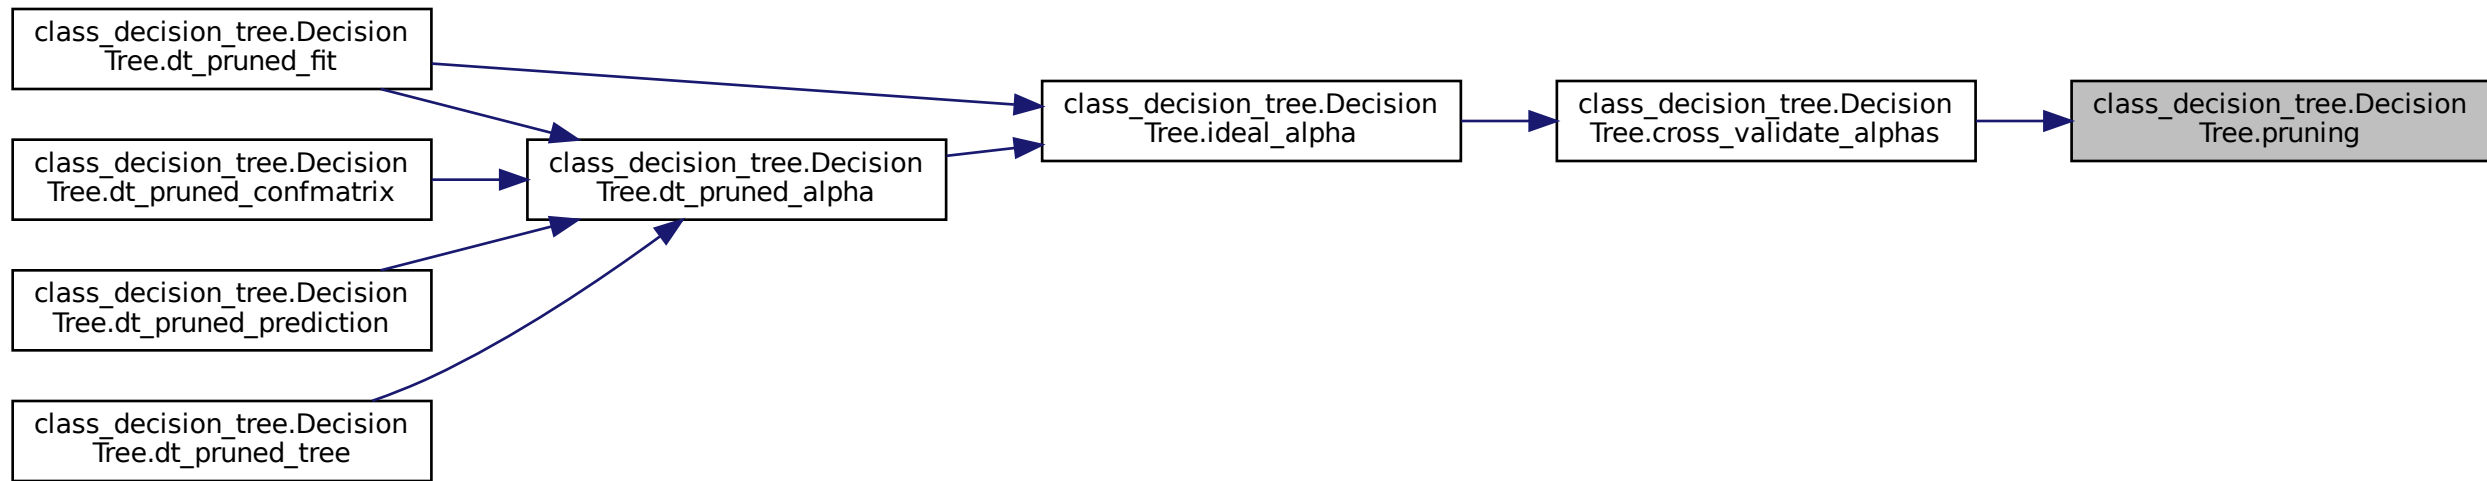 class_decision_tree.Decision
Tree.dt_pruned_fit
class_decision_tree.Decision
Tree.dt_pruned_confmatrix
class_decision_tree.Decision
Tree.dt_pruned_prediction
class_decision_tree.Decision
Tree.dt_pruned_tree
class_decision_tree.Decision
Tree.dt_pruned_alpha
class_decision_tree.Decision
Tree.ideal_alpha
class_decision_tree.Decision
Tree.cross_validate_alphas
class_decision_tree.Decision
Tree.pruning